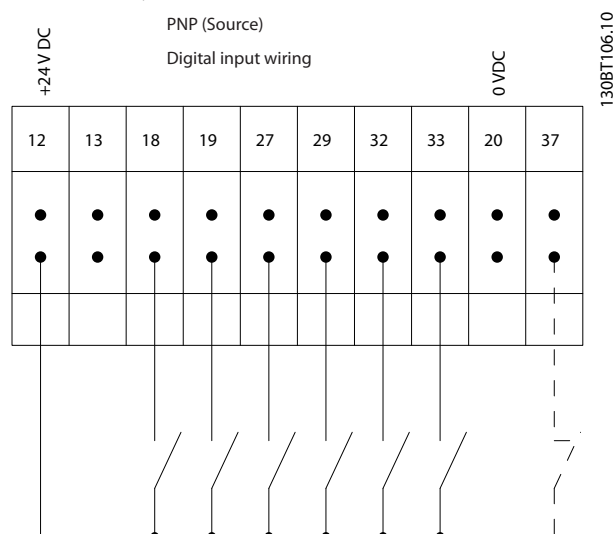 PNP (Source)
Digital input wiring
+24 V DC
0 VDC
130BT106.10
12 13 18 19 27 29 32 33 20 37